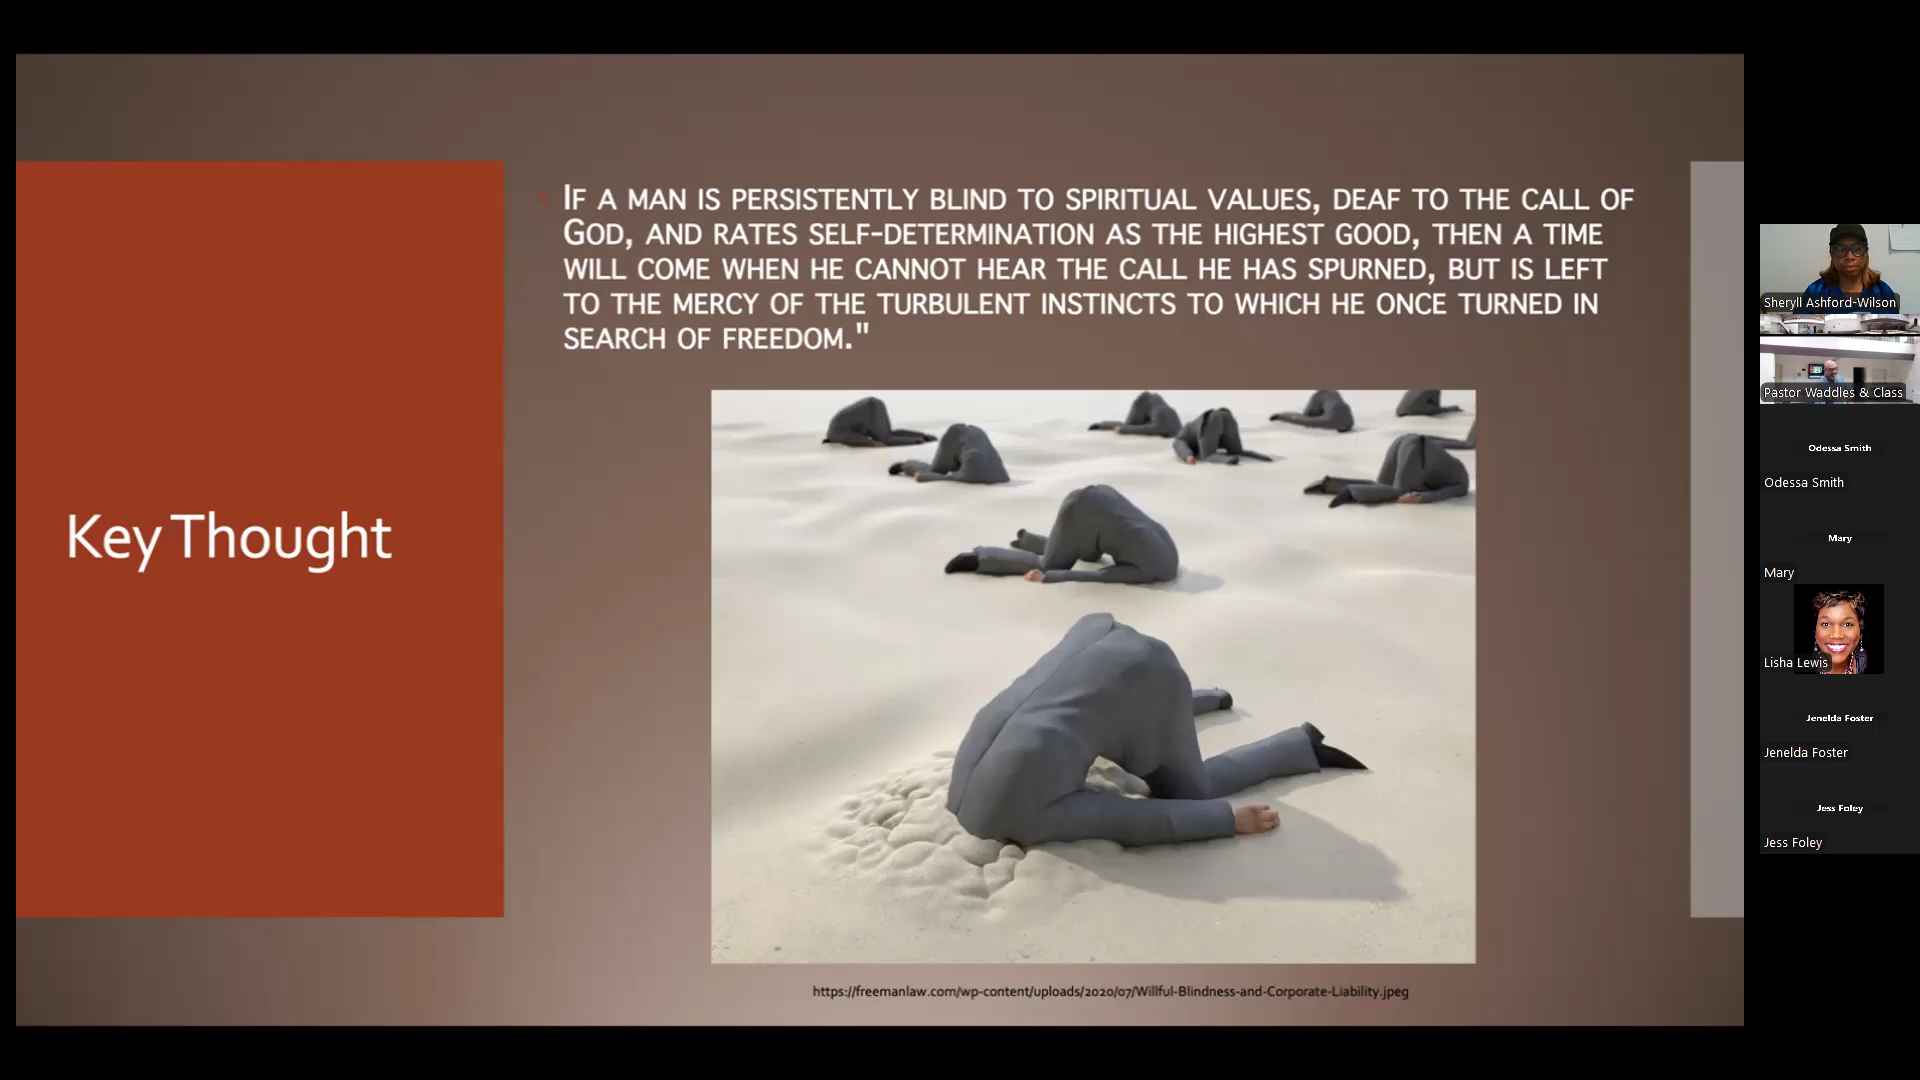 Key Thought
- IF A MAN IS PERSISTENTLY BLIND TO SPIRITUAL VALUES, DEAF TO THE CALL OF
GOD, AND RATES SELF-DETERMINATION AS THE HIGHEST GOOD, THEN A TIME
WILL COME WHEN HE CANNOT HEAR THE CALL HE HAS SPURNED, BUT IS LEFT
TO THE MERCY OF THE TURBULENT INSTINCTS TO WHICH HE ONCE TURNED IN
SEARCH OF FREEDOM."
https://freemanlaw.com/wp-content/uploads/2020/07/Willful-Blindness-and-Corporate-Liability.jpeg
Sheryll Ashford-Wilson
Pastor Waddles & Class
Odessa Smith
Odessa Smith
Mary
Mary
Lisha Lewis
Jenelda Foster
Jenelda Foster
Jess Foley
Jess Foley